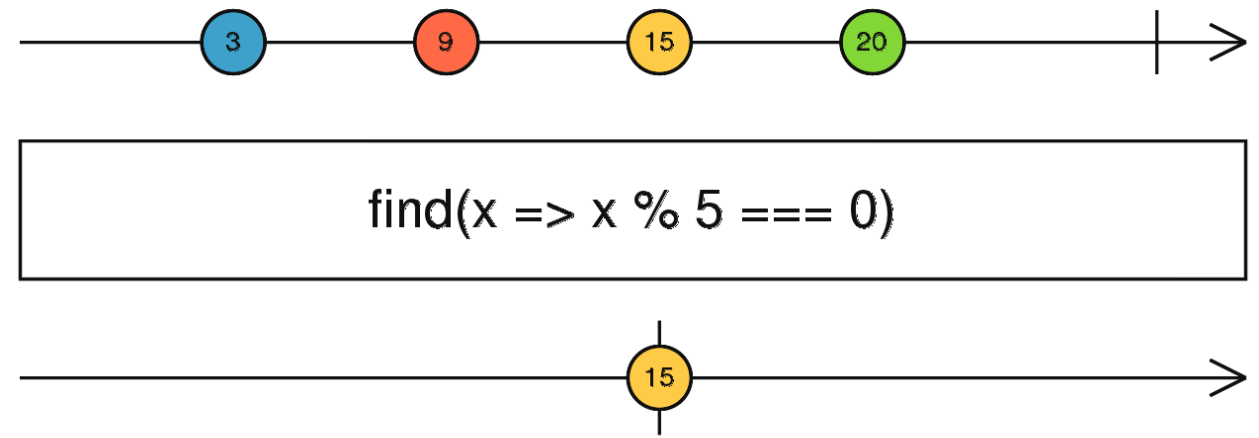 3 9 15 20
find(x => x % 5 === 0)
15